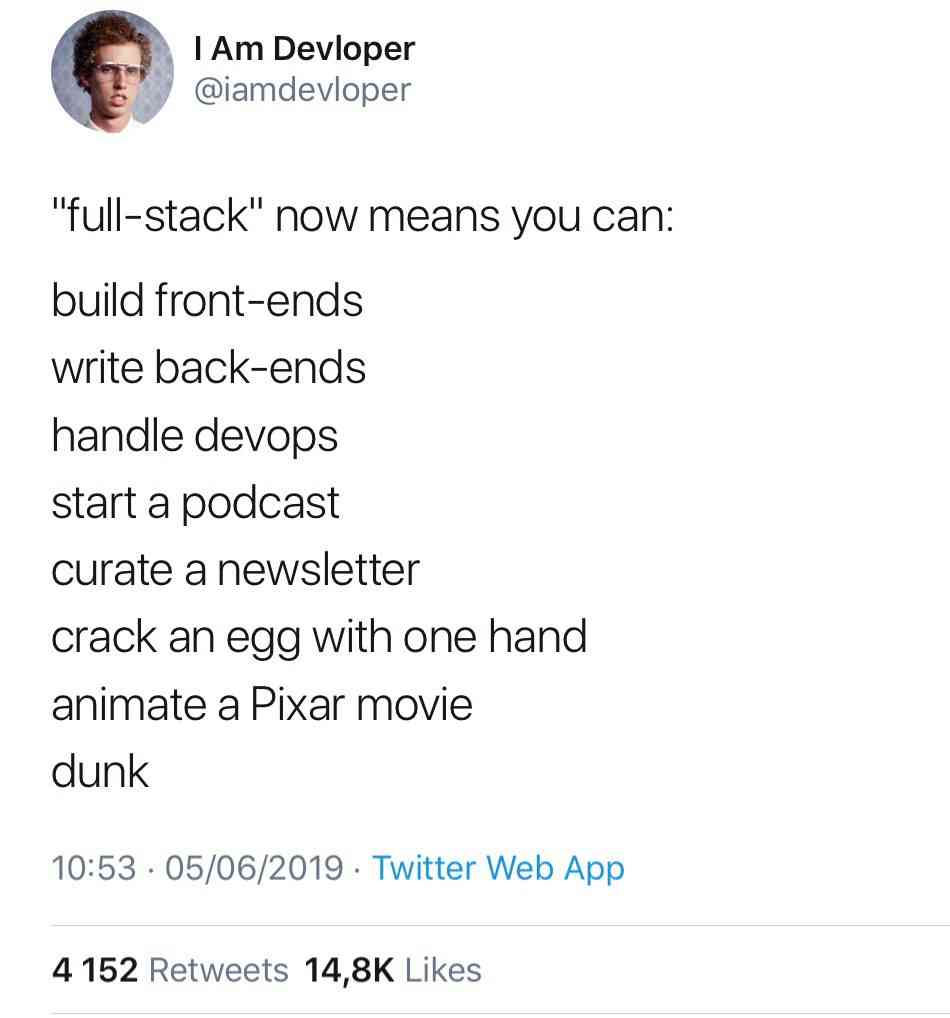 I Am Devloper
@iamdevloper
"full-stack" now means you can:
build front-ends
write back-ends
handle devops
start a podcast
curate a newsletter
crack an egg with one hand
animate a Pixar movie
dunk
10:53 · 05/06/2019 · Twitter Web App
4 152 Retweets 14,8K Likes